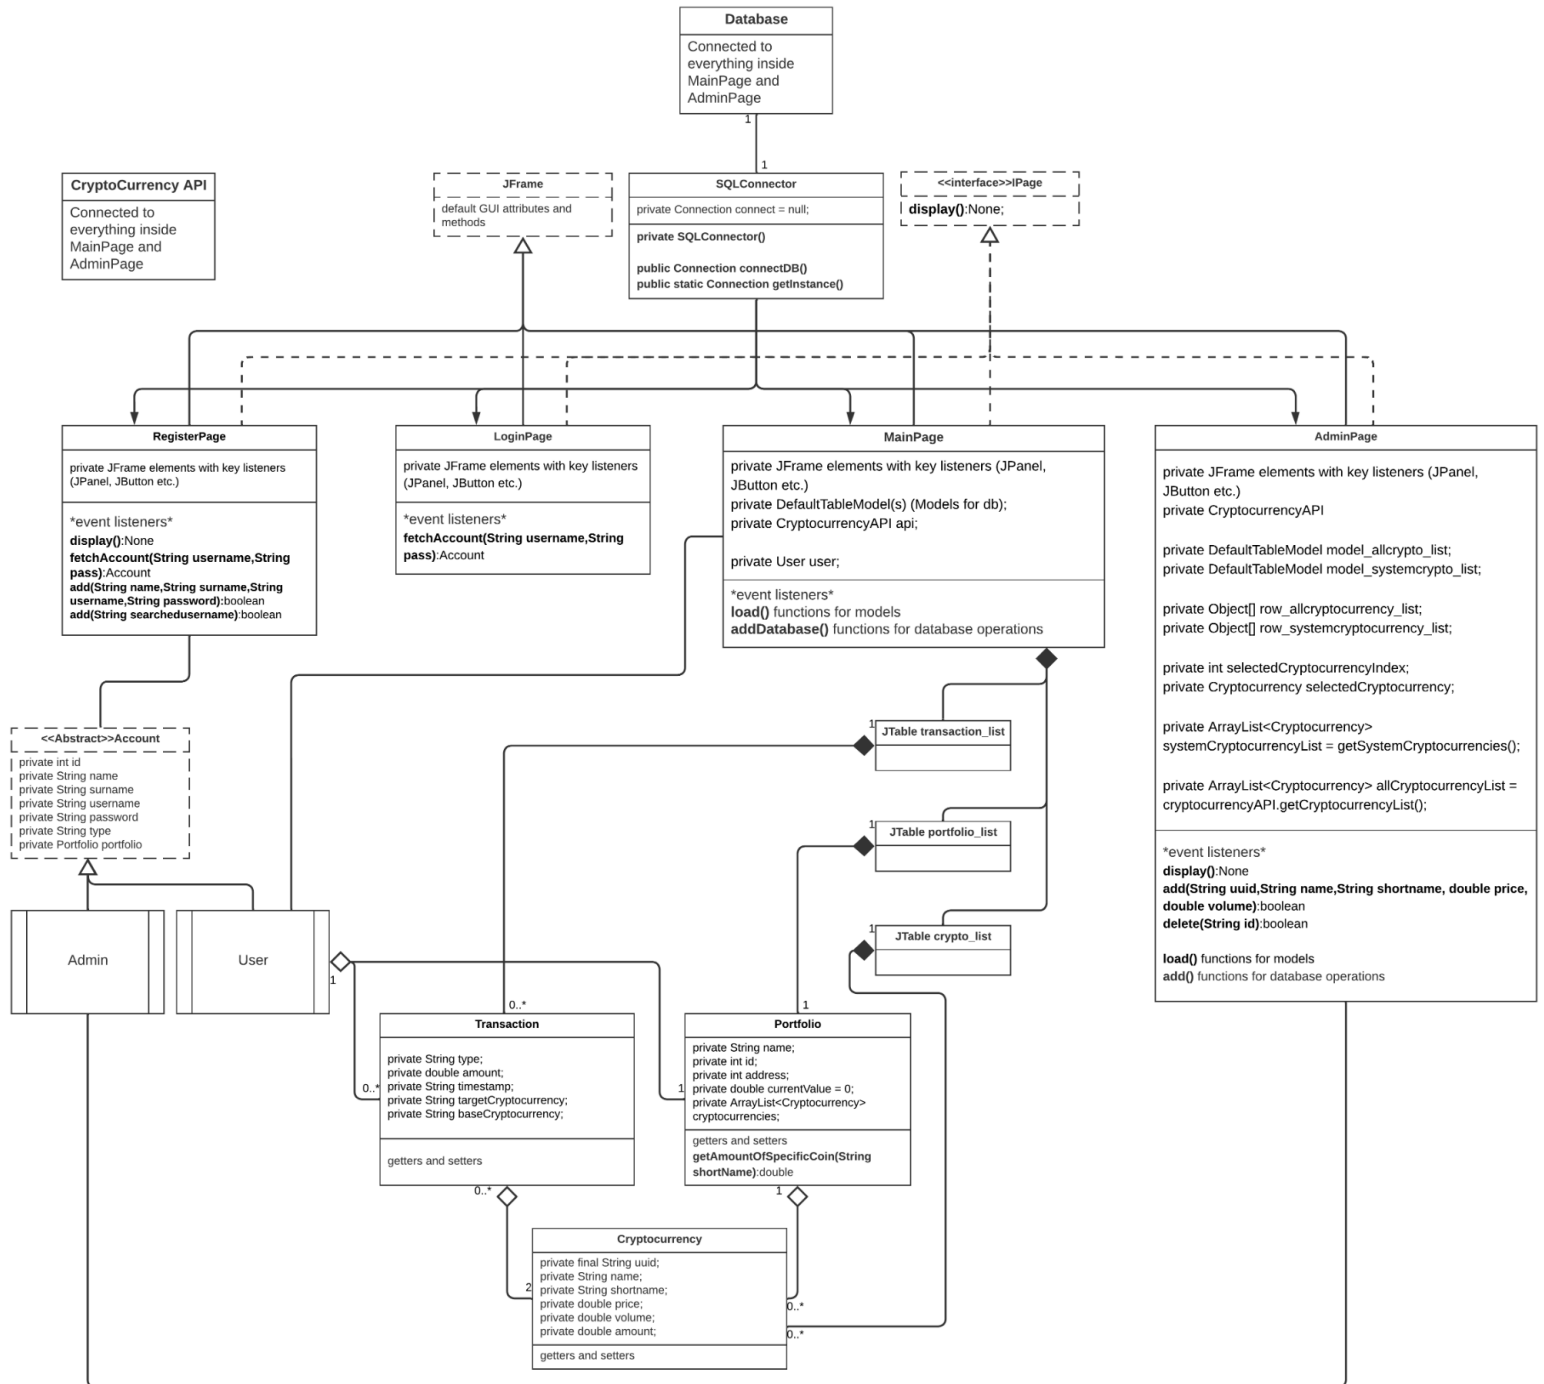 Database
Connected to
everything inside
MainPage and
AdminPage
1
1
CryptoCurrency API
Connected to
everything inside
MainPage and
AdminPage
JFrame
default GUI attributes and
methods
SQLConnector
private Connection connect = null;
private SQLConnector()
public Connection connectDB()
public static Connection getInstance()
<<interface>>IPage
display():None;
RegisterPage
private JFrame elements with key listeners
(JPanel, JButton etc.)
*event listeners*
display():None
fetchAccount(String username,String
pass):Account
add(String name,String surname,String
username,String password):boolean
add(String searchedusername):boolean
LoginPage
private JFrame elements with key listeners
(JPanel, JButton etc.)
*event listeners*
fetchAccount(String username,String
pass):Account
MainPage
private JFrame elements with key listeners (JPanel,
JButton etc.)
private DefaultTableModel(s) (Models for db);
private CryptocurrencyAPI api;
private User user;
*event listeners*
load() functions for models
addDatabase() functions for database operations
AdminPage
private JFrame elements with key listeners (JPanel,
JButton etc.)
private CryptocurrencyAPI
private DefaultTableModel model_allcrypto_list;
private DefaultTableModel model_systemcrypto_list;
private Object[] row_allcryptocurrency_list;
private Object[] row_systemcryptocurrency_list;
private int selectedCryptocurrencyIndex;
private Cryptocurrency selectedCryptocurrency;
private ArrayList<Cryptocurrency>
systemCryptocurrencyList = getSystemCryptocurrencies();
private ArrayList<Cryptocurrency> allCryptocurrencyList =
cryptocurrencyAPI.getCryptocurrencyList();
*event listeners*
display():None
add(String uuid,String name,String shortname, double price,
double volume):boolean
delete(String id):boolean
load() functions for models
add() functions for database operations
<<Abstract>>Account
private int id
private String name
private String surname
private String username
private String password
private String type
private Portfolio portfolio
1
JTable transaction_list
1
JTable portfolio_list
1
JTable crypto_list
Admin
User
1
0..*
1
0..*
1
Transaction
private String type;
private double amount;
private String timestamp;
private String targetCryptocurrency;
private String baseCryptocurrency;
getters and setters
0..*
Portfolio
private String name;
private int id;
private int address;
private double currentValue = 0;
private ArrayList<Cryptocurrency>
cryptocurrencies;
getters and setters
getAmountOfSpecificCoin(String
shortName):double
1
Cryptocurrency
private final String uuid;
private String name;
private String shortname;
private double price;
private double volume;
private double amount;
getters and setters
2
0..*
0..*